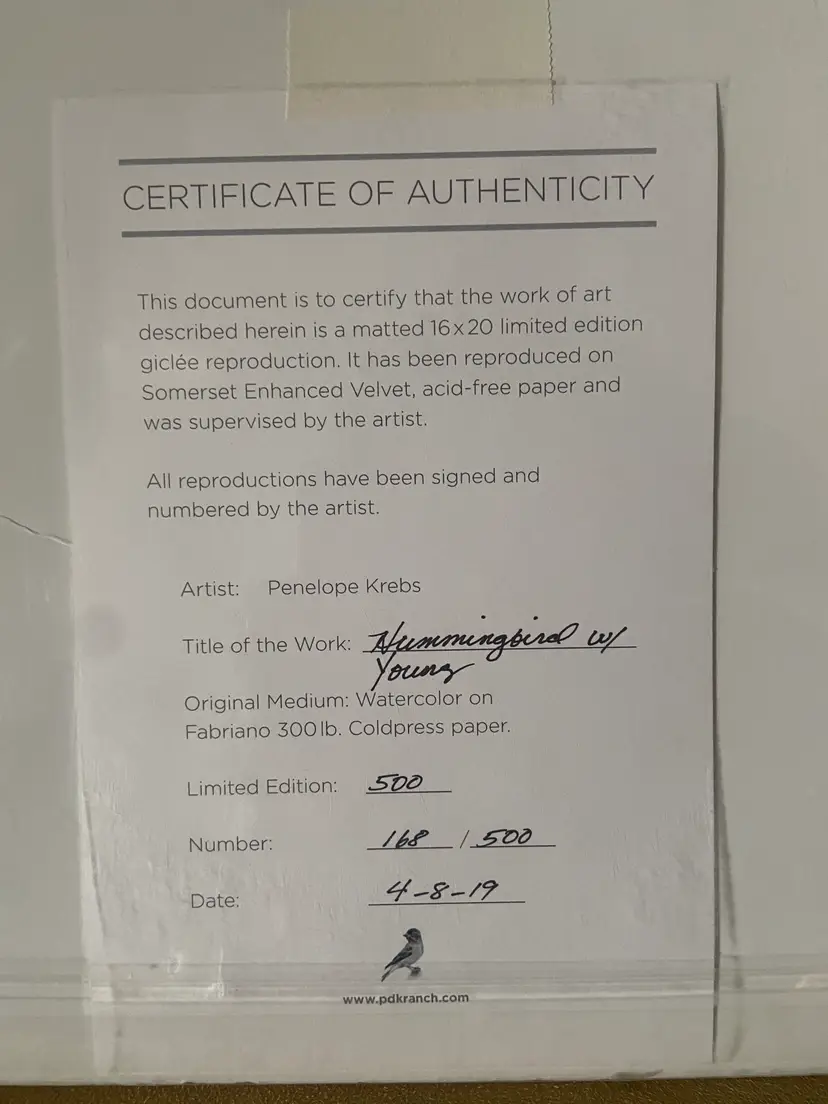 CERTIFICATE OF AUTHENTICITY
This document is to certify that the work of art
described herein is a matted 16x20 limited edition
giclée reproduction. It has been reproduced on
Somerset Enhanced Velvet, acid-free paper and
was supervised by the artist.
All reproductions have been signed and
numbered by the artist.
Artist: Penelope Krebs
Title of the Work: Hummingbird w/
Young
Original Medium: Watercolor on
Fabriano 300lb. Coldpress paper.
Limited Edition: 500
Number: 168 / 500
Date: 4-8-19
www.pdkranch.com